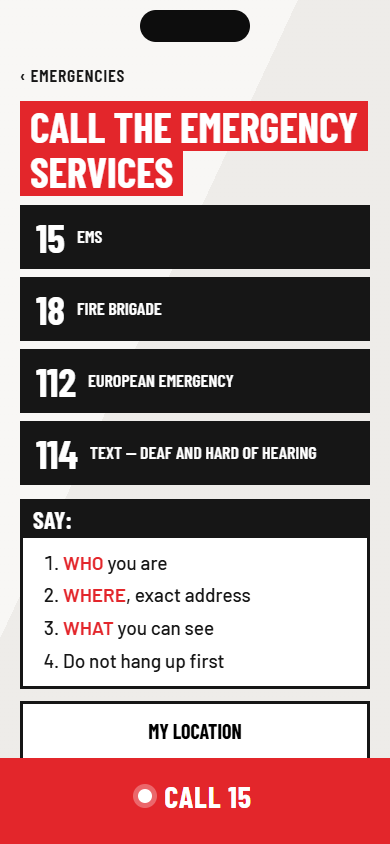 ‹ EMERGENCIES
CALL THE EMERGENCY
SERVICES
15 EMS
18 FIRE BRIGADE
112 EUROPEAN EMERGENCY
114 TEXT – DEAF AND HARD OF HEARING
SAY:
1. WHO you are
2. WHERE, exact address
3. WHAT you can see
4. Do not hang up first
MY LOCATION
CALL 15